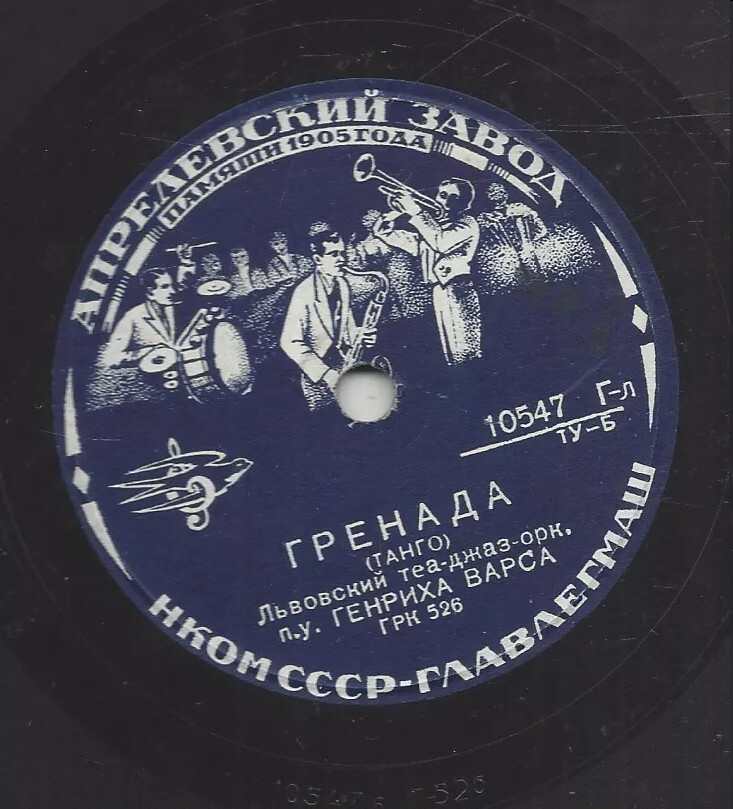 АПРЕЛЕВСКИЙ ЗАВОД
ПАМЯТИ 1905 ГОДА
10547 Г-л
ТУ-Б
ГРЕНАДА
(ТАНГО)
Львовский теа-джаз-орк.
п.у. ГЕНРИХА ВАРСА
ГРК 526
НКОМ СССР-ГЛАВЛЕГМАШ